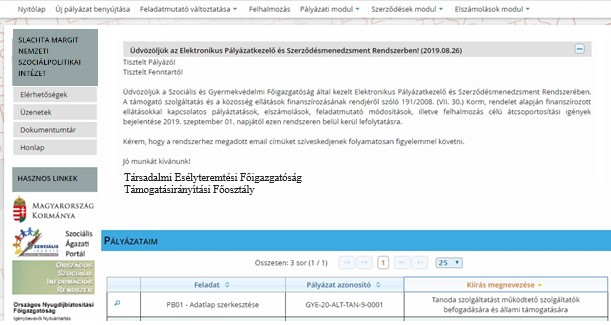 Nyitólap Új pályázat benyújtása Feladatmutató változtatása Felhalmozás Pályázati modul Szerződések modul Elszámolások modul
SLACHTA MARGIT
NEMZETI
SZOCIÁLPOLITIKAI
INTÉZET
Elérhetőségek
Üzenetek
Dokumentumtár
Honlap
HASZNOS LINKEK
MAGYARORSZÁG
KORMÁNYA
Szociális
Ágazati
Portál
ORSZÁGOS
SZOCIÁLIS
INFORMÁCIÓS
RENDSZER
Országos Nyugdíjbiztosítási
Főigazgatóság
Igénybevevői Nyilvántartás
Üdvözöljük az Elektronikus Pályázatkezelő és Szerződésmenedzsment Rendszerben! (2019.08.26)
Tisztelt Pályázó!
Tisztelt Fenntartó!
Üdvözöljük a Szociális és Gyermekvédelmi Főigazgatóság által kezelt Elektronikus Pályázatkezelő és Szerződésmenedzsment Rendszerében.
A támogató szolgáltatás és a közösség ellátások finanszírozásának rendjéről szóló 191/2008. (VII. 30.) Korm, rendelet alapján finanszírozott
ellátásokkal kapcsolatos pályáztatások, elszámolások, feladatmutató módosítások, illetve felhalmozás célú átcsoportosítási igények
bejelentése 2019. szeptember 01. napjától ezen rendszeren belül kerül lefolytatásra.
Kérem, hogy a rendszerhez megadott email címüket szíveskedjenek folyamatosan figyelemmel követni.
Jó munkát kívánunk!
Társadalmi Esélyteremtési Főigazgatóság
Támogatásirányítási Főosztály
PÁLYÁZATAIM
Összesen: 3 sor (1 / 1) 1 25
Feladat Pályázat azonosító Kiírás megnevezése
PB01 - Adatlap szerkesztése GYE-20-ALT-TAN-9-0001 Tanoda szolgáltatást működtető szolgáltatók
befogadására és állami támogatására